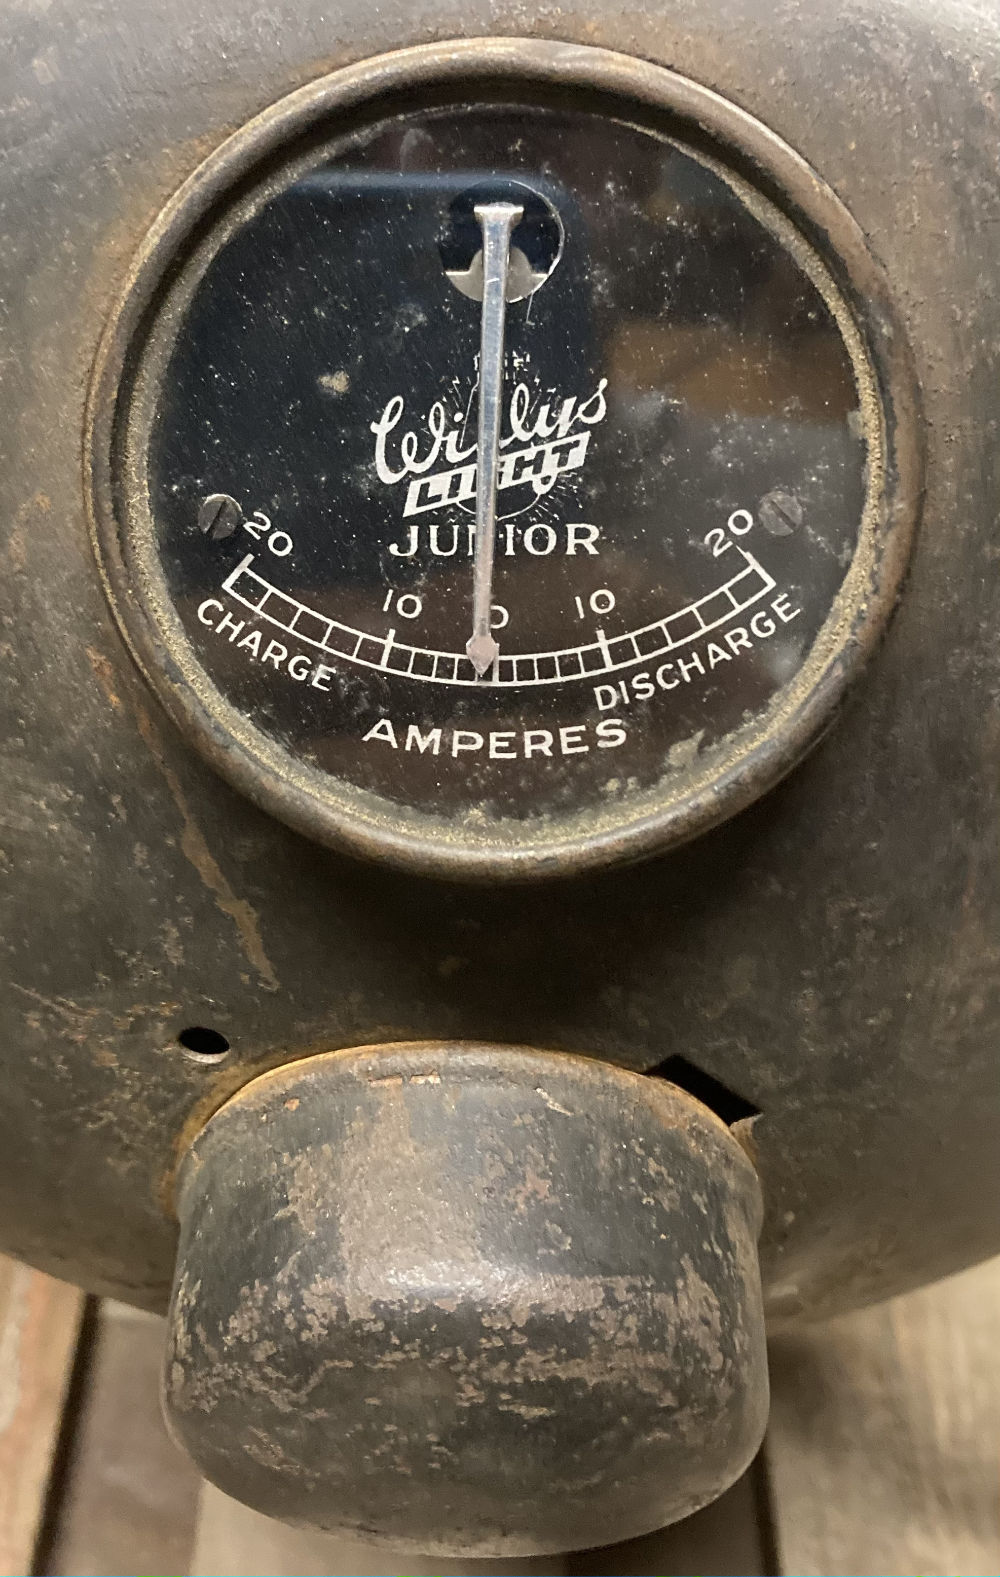 Willys
LIGHT
JUNIOR
20 10 0 10 20
CHARGE DISCHARGE
AMPERES